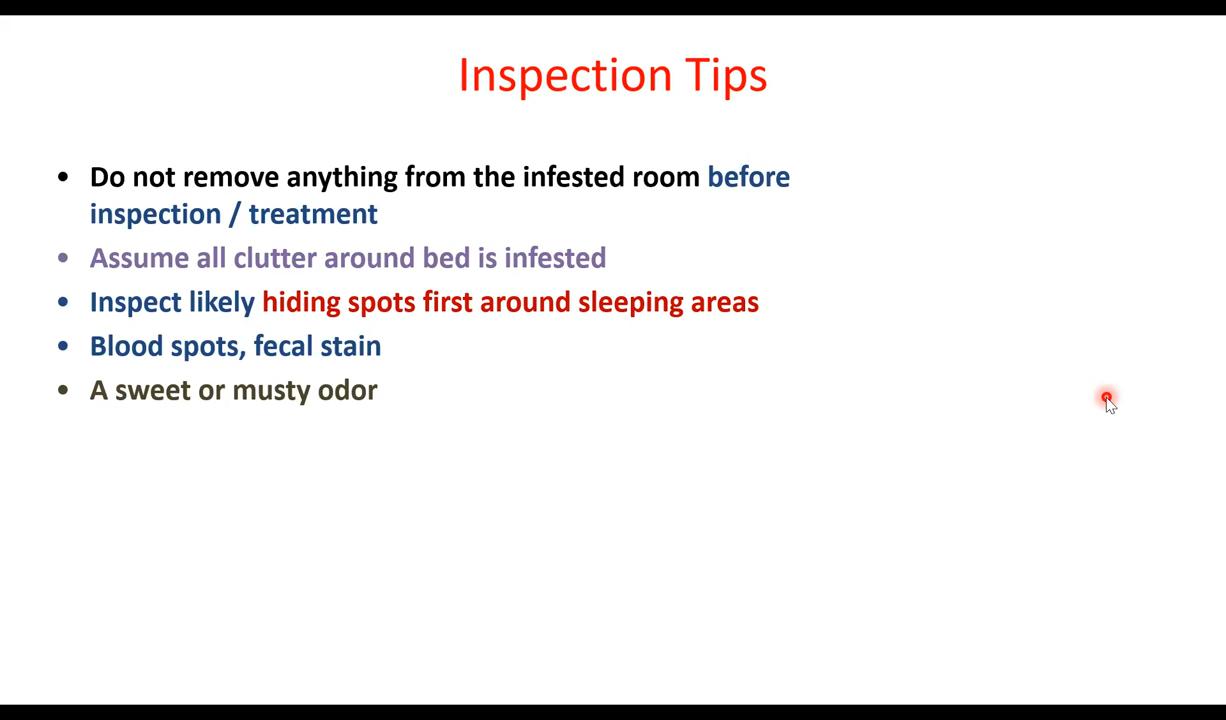 Inspection Tips
• Do not remove anything from the infested room before
inspection / treatment
• Assume all clutter around bed is infested
• Inspect likely hiding spots first around sleeping areas
• Blood spots, fecal stain
• A sweet or musty odor